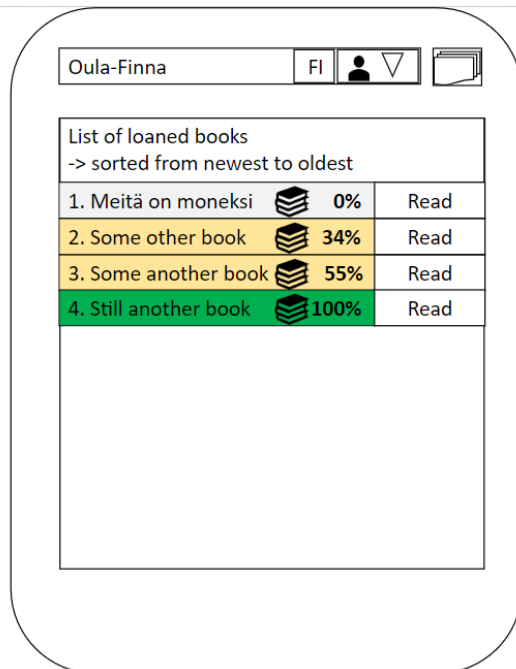 Oula-Finna FI
List of loaned books
-> sorted from newest to oldest
1. Meitä on moneksi 0% Read
2. Some other book 34% Read
3. Some another book 55% Read
4. Still another book 100% Read